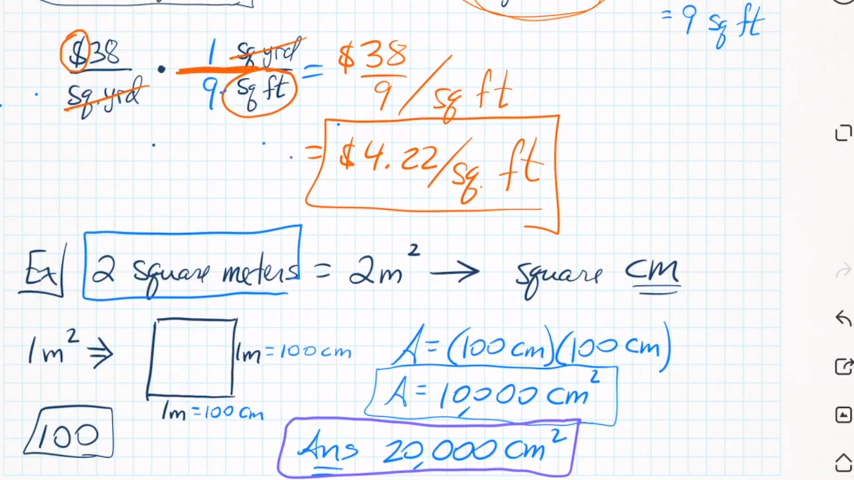 = 9 sq ft
$38 / sq.yrd · 1 sq yrd / 9 · sq ft = $38/9 / sq ft
= $4.22/sq. ft
Ex 2 square meters = 2m² → square cm
1m² ⇒ 1m = 100 cm A = (100 cm)(100 cm)
1m = 100 cm A = 10,000 cm²
100 Ans 20,000 cm²